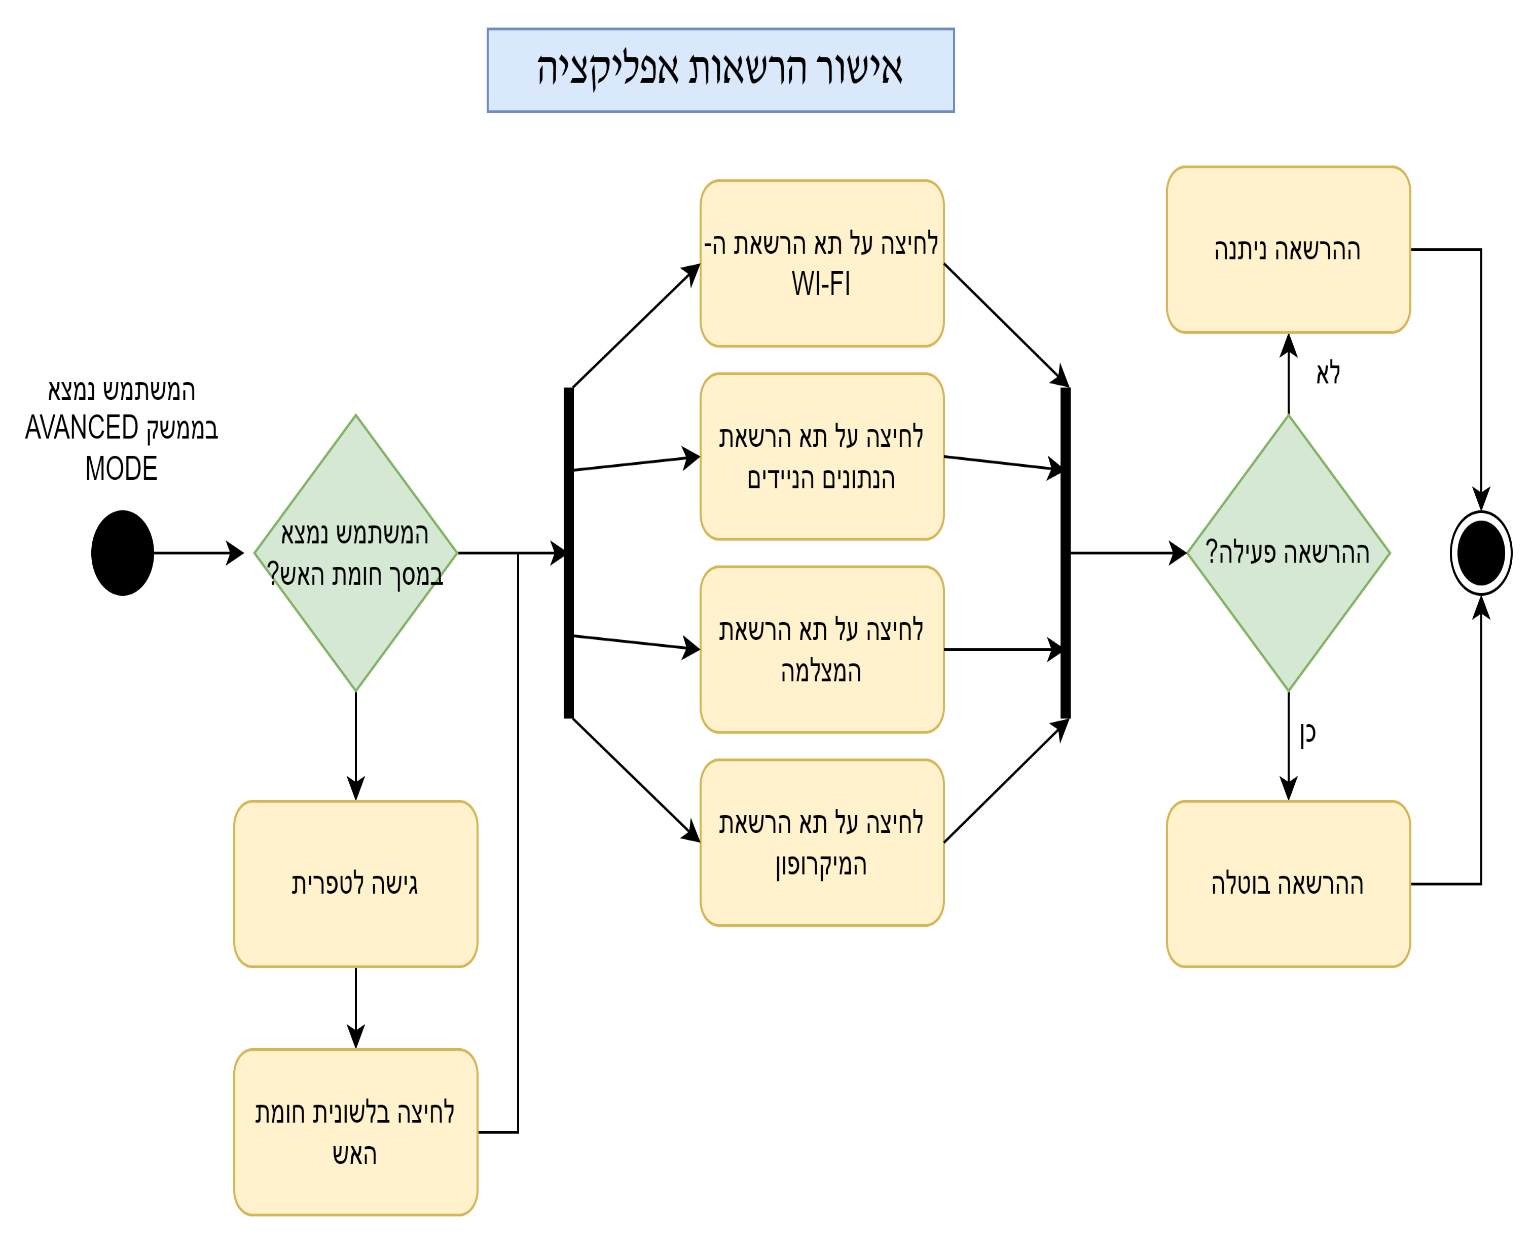 אישור הרשאות אפליקציה
המשתמש נמצא
בממשק AVANCED
MODE
המשתמש נמצא
במסך חומת האש?
גישה לטפרית
לחיצה בלשונית חומת
האש
לחיצה על תא הרשאת ה-
WI-FI
לחיצה על תא הרשאת
הנתונים הניידים
לחיצה על תא הרשאת
המצלמה
לחיצה על תא הרשאת
המיקרופון
ההרשאה פעילה?
לא
ההרשאה ניתנה
כן
ההרשאה בוטלה